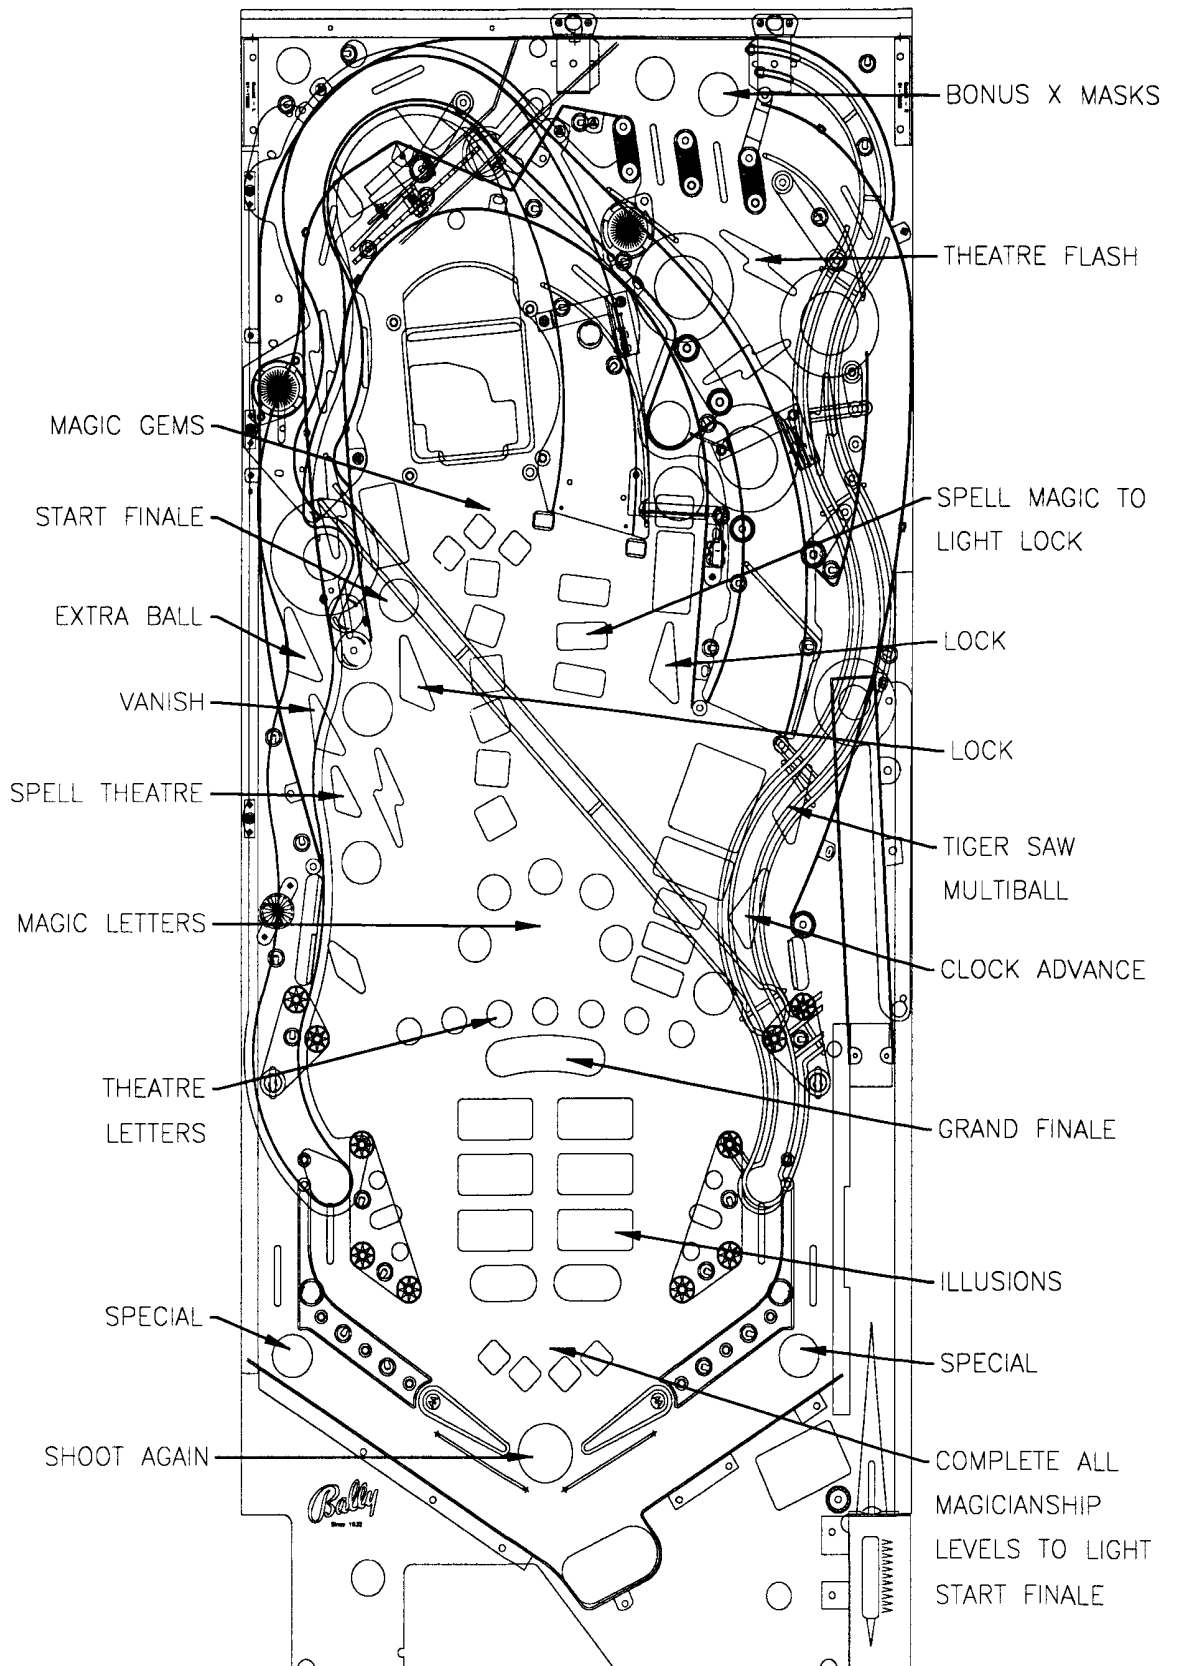 BONUS X MASKS
THEATRE FLASH
MAGIC GEMS
START FINALE
SPELL MAGIC TO
LIGHT LOCK
EXTRA BALL
LOCK
VANISH
LOCK
SPELL THEATRE
TIGER SAW
MULTIBALL
MAGIC LETTERS
CLOCK ADVANCE
THEATRE
LETTERS
GRAND FINALE
ILLUSIONS
SPECIAL
SPECIAL
SHOOT AGAIN
COMPLETE ALL
MAGICIANSHIP
LEVELS TO LIGHT
START FINALE
Bally